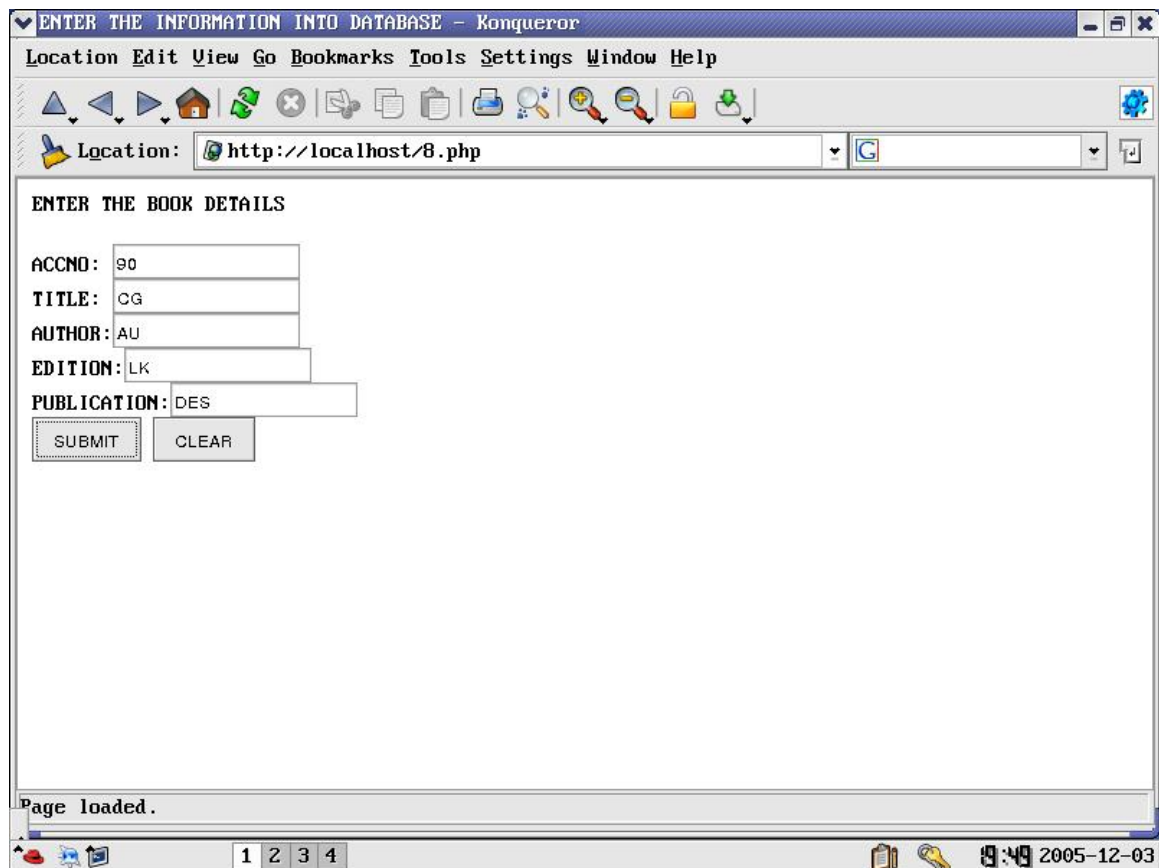 ENTER THE INFORMATION INTO DATABASE - Konqueror
Location Edit View Go Bookmarks Tools Settings Window Help
Location: http://localhost/8.php
ENTER THE BOOK DETAILS
ACCNO: 90
TITLE: CG
AUTHOR: AU
EDITION: LK
PUBLICATION: DES
SUBMIT CLEAR
Page loaded.
1 2 3 4 19:49 2005-12-03